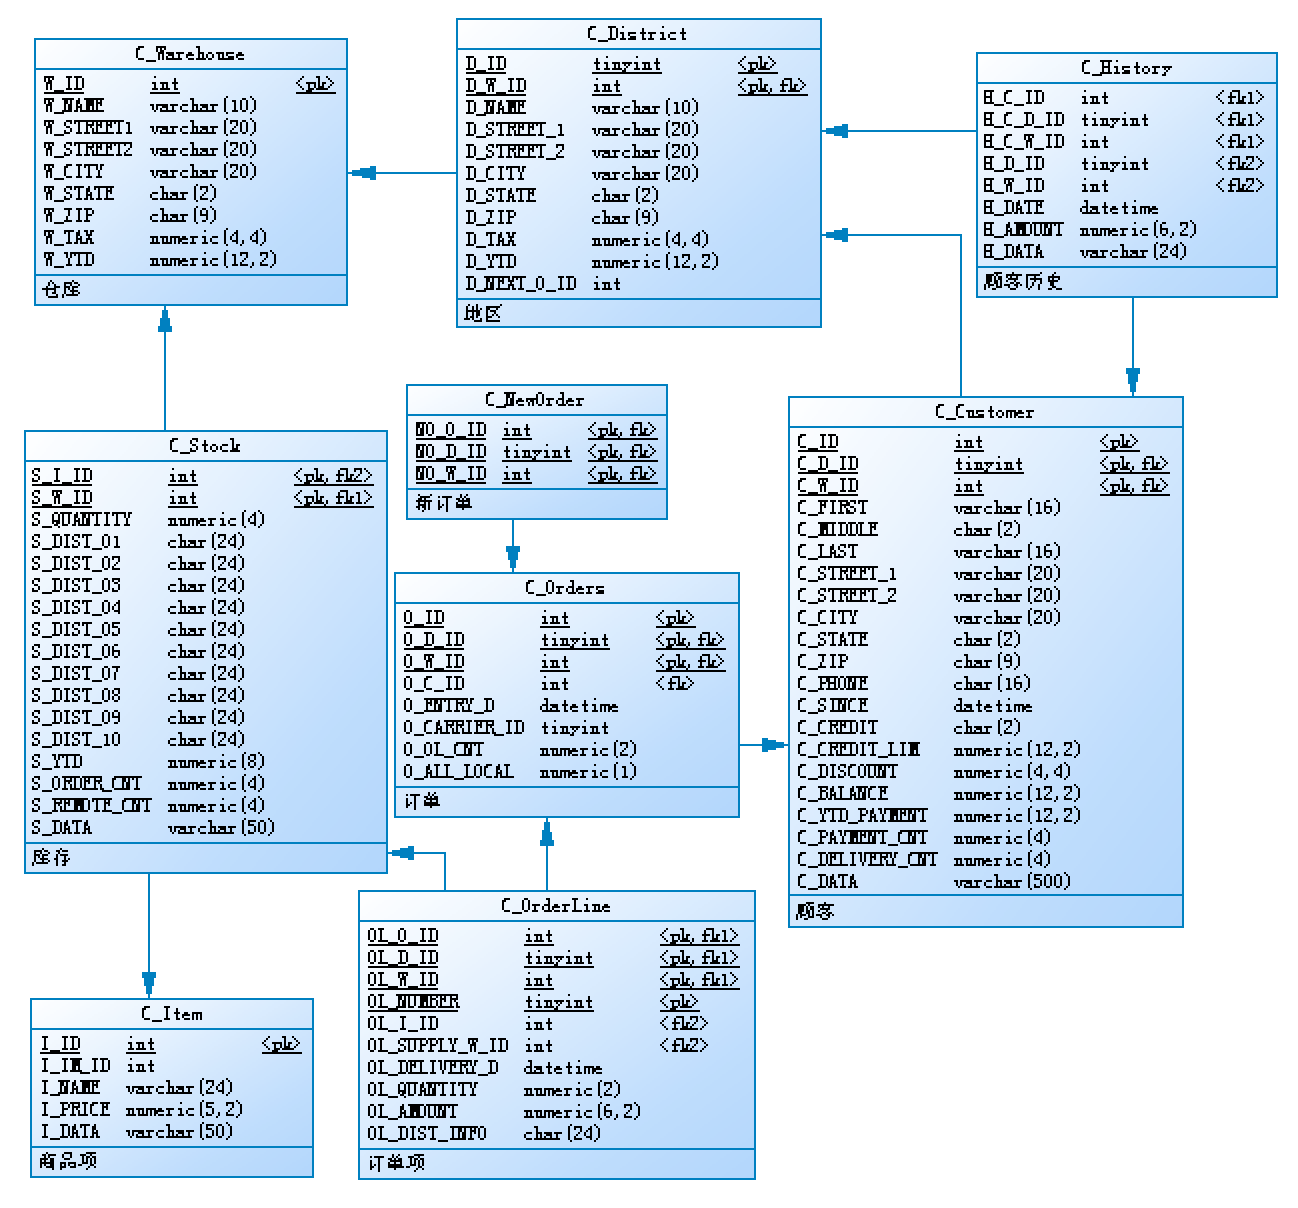 C_Warehouse
W_ID int <pk>
W_NAME varchar(10)
W_STREET1 varchar(20)
W_STREET2 varchar(20)
W_CITY varchar(20)
W_STATE char(2)
W_ZIP char(9)
W_TAX numeric(4,4)
W_YTD numeric(12,2)
仓库
C_District
D_ID tinyint <pk>
D_W_ID int <pk,fk>
D_NAME varchar(10)
D_STREET_1 varchar(20)
D_STREET_2 varchar(20)
D_CITY varchar(20)
D_STATE char(2)
D_ZIP char(9)
D_TAX numeric(4,4)
D_YTD numeric(12,2)
D_NEXT_O_ID int
地区
C_History
H_C_ID int <fk1>
H_C_D_ID tinyint <fk1>
H_C_W_ID int <fk1>
H_D_ID tinyint <fk2>
H_W_ID int <fk2>
H_DATE datetime
H_AMOUNT numeric(6,2)
H_DATA varchar(24)
顾客历史
C_NewOrder
NO_O_ID int <pk,fk>
NO_D_ID tinyint <pk,fk>
NO_W_ID int <pk,fk>
新订单
C_Stock
S_I_ID int <pk,fk2>
S_W_ID int <pk,fk1>
S_QUANTITY numeric(4)
S_DIST_01 char(24)
S_DIST_02 char(24)
S_DIST_03 char(24)
S_DIST_04 char(24)
S_DIST_05 char(24)
S_DIST_06 char(24)
S_DIST_07 char(24)
S_DIST_08 char(24)
S_DIST_09 char(24)
S_DIST_10 char(24)
S_YTD numeric(8)
S_ORDER_CNT numeric(4)
S_REMOTE_CNT numeric(4)
S_DATA varchar(50)
库存
C_Orders
O_ID int <pk>
O_D_ID tinyint <pk,fk>
O_W_ID int <pk,fk>
O_C_ID int <fk>
O_ENTRY_D datetime
O_CARRIER_ID tinyint
O_OL_CNT numeric(2)
O_ALL_LOCAL numeric(1)
订单
C_Customer
C_ID int <pk>
C_D_ID tinyint <pk,fk>
C_W_ID int <pk,fk>
C_FIRST varchar(16)
C_MIDDLE char(2)
C_LAST varchar(16)
C_STREET_1 varchar(20)
C_STREET_2 varchar(20)
C_CITY varchar(20)
C_STATE char(2)
C_ZIP char(9)
C_PHONE char(16)
C_SINCE datetime
C_CREDIT char(2)
C_CREDIT_LIM numeric(12,2)
C_DISCOUNT numeric(4,4)
C_BALANCE numeric(12,2)
C_YTD_PAYMENT numeric(12,2)
C_PAYMENT_CNT numeric(4)
C_DELIVERY_CNT numeric(4)
C_DATA varchar(500)
顾客
C_OrderLine
OL_O_ID int <pk,fk1>
OL_D_ID tinyint <pk,fk1>
OL_W_ID int <pk,fk1>
OL_NUMBER tinyint <pk>
OL_I_ID int <fk2>
OL_SUPPLY_W_ID int <fk2>
OL_DELIVERY_D datetime
OL_QUANTITY numeric(2)
OL_AMOUNT numeric(6,2)
OL_DIST_INFO char(24)
订单项
C_Item
I_ID int <pk>
I_IM_ID int
I_NAME varchar(24)
I_PRICE numeric(5,2)
I_DATA varchar(50)
商品项